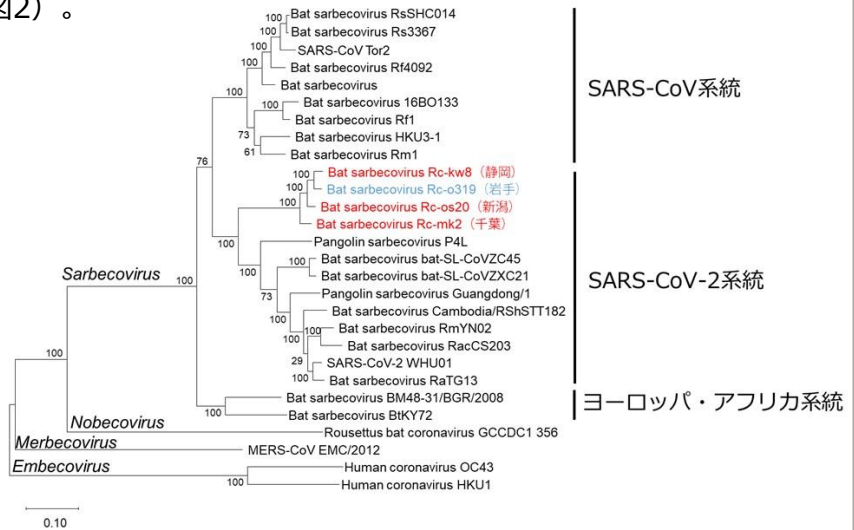 図2）。
100 Bat sarbecovirus RsSHC014
100 Bat sarbecovirus Rs3367
100 SARS-CoV Tor2
100 Bat sarbecovirus Rf4092
Bat sarbecovirus
100
100 Bat sarbecovirus 16BO133
Bat sarbecovirus Rf1
73 Bat sarbecovirus HKU3-1
61 Bat sarbecovirus Rm1
SARS-CoV系統
76
100 Bat sarbecovirus Rc-kw8（静岡）
100 Bat sarbecovirus Rc-o319（岩手）
100 Bat sarbecovirus Rc-os20（新潟）
Bat sarbecovirus Rc-mk2（千葉）
100
Pangolin sarbecovirus P4L
100 Bat sarbecovirus bat-SL-CoVZC45
100 Bat sarbecovirus bat-SL-CoVZXC21
73 Pangolin sarbecovirus Guangdong/1
Bat sarbecovirus Cambodia/RShSTT182
100 100 Bat sarbecovirus RmYN02
100 Bat sarbecovirus RacCS203
29 SARS-CoV-2 WHU01
100 Bat sarbecovirus RaTG13
SARS-CoV-2系統
Sarbecovirus 100
Bat sarbecovirus BM48-31/BGR/2008
100 Bat sarbecovirus BtKY72
ヨーロッパ・アフリカ系統
100
Nobecovirus Rousettus bat coronavirus GCCDC1 356
Merbecovirus MERS-CoV EMC/2012
Embecovirus Human coronavirus OC43
100 Human coronavirus HKU1
0.10